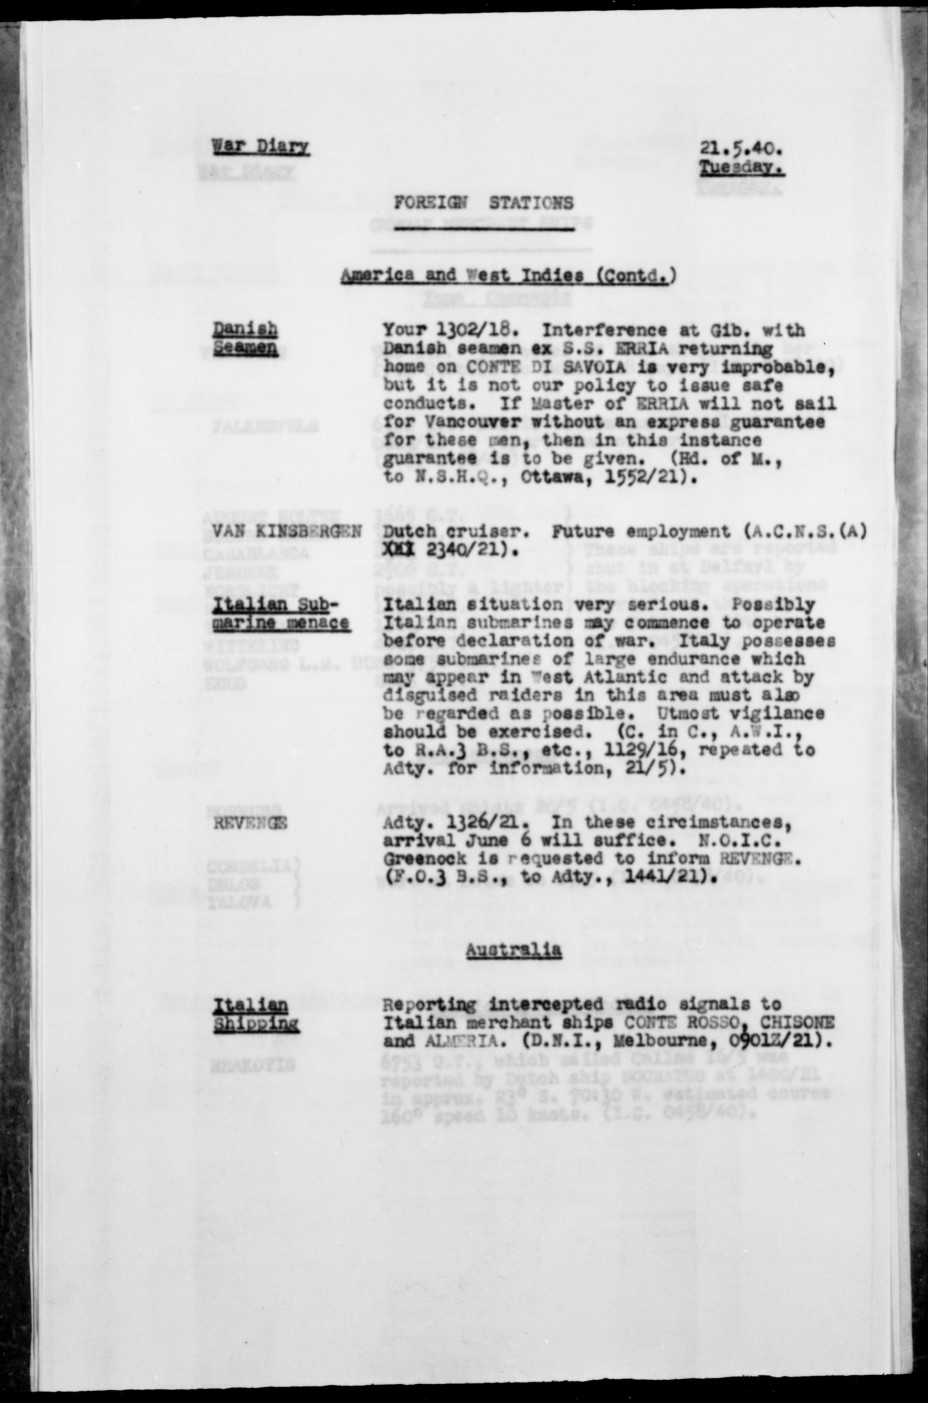 War Diary 21.5.40.
Tuesday.
FOREIGN STATIONS
America and West Indies (Contd.)
Danish Your 1302/18. Interference at Gib. with
Seamen Danish seamen ex S.S. ERRIA returning
home on CONTE DI SAVOIA is very improbable,
but it is not our policy to issue safe
conducts. If Master of ERRIA will not sail
for Vancouver without an express guarantee
for these men, then in this instance
guarantee is to be given. (Hd. of M.,
to N.S.H.Q., Ottawa, 1552/21).
VAN KINSBERGEN Dutch cruiser. Future employment (A.C.N.S.(A)
XXX 2340/21).
Italian Sub- Italian situation very serious. Possibly
marine menace Italian submarines may commence to operate
before declaration of war. Italy possesses
some submarines of large endurance which
may appear in West Atlantic and attack by
disguised raiders in this area must also
be regarded as possible. Utmost vigilance
should be exercised. (C. in C., A.W.I.,
to R.A.3 B.S., etc., 1129/16, repeated to
Adty. for information, 21/5).
REVENGE Adty. 1326/21. In these circimstances,
arrival June 6 will suffice. N.O.I.C.
Greenock is requested to inform REVENGE.
(F.O.3 B.S., to Adty., 1441/21).
Australia
Italian Reporting intercepted radio signals to
Shipping Italian merchant ships CONTE ROSSO, CHISONE
and ALMERIA. (D.N.I., Melbourne, 0901Z/21).